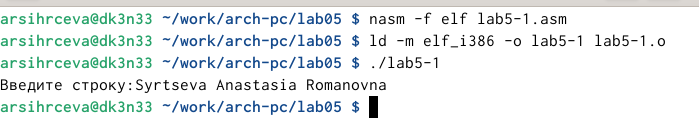 arsihrceva@dk3n33 ~/work/arch-pc/lab05 $ nasm -f elf lab5-1.asm
arsihrceva@dk3n33 ~/work/arch-pc/lab05 $ ld -m elf_i386 -o lab5-1 lab5-1.o
arsihrceva@dk3n33 ~/work/arch-pc/lab05 $ ./lab5-1
Введите строку:Syrtseva Anastasia Romanovna
arsihrceva@dk3n33 ~/work/arch-pc/lab05 $